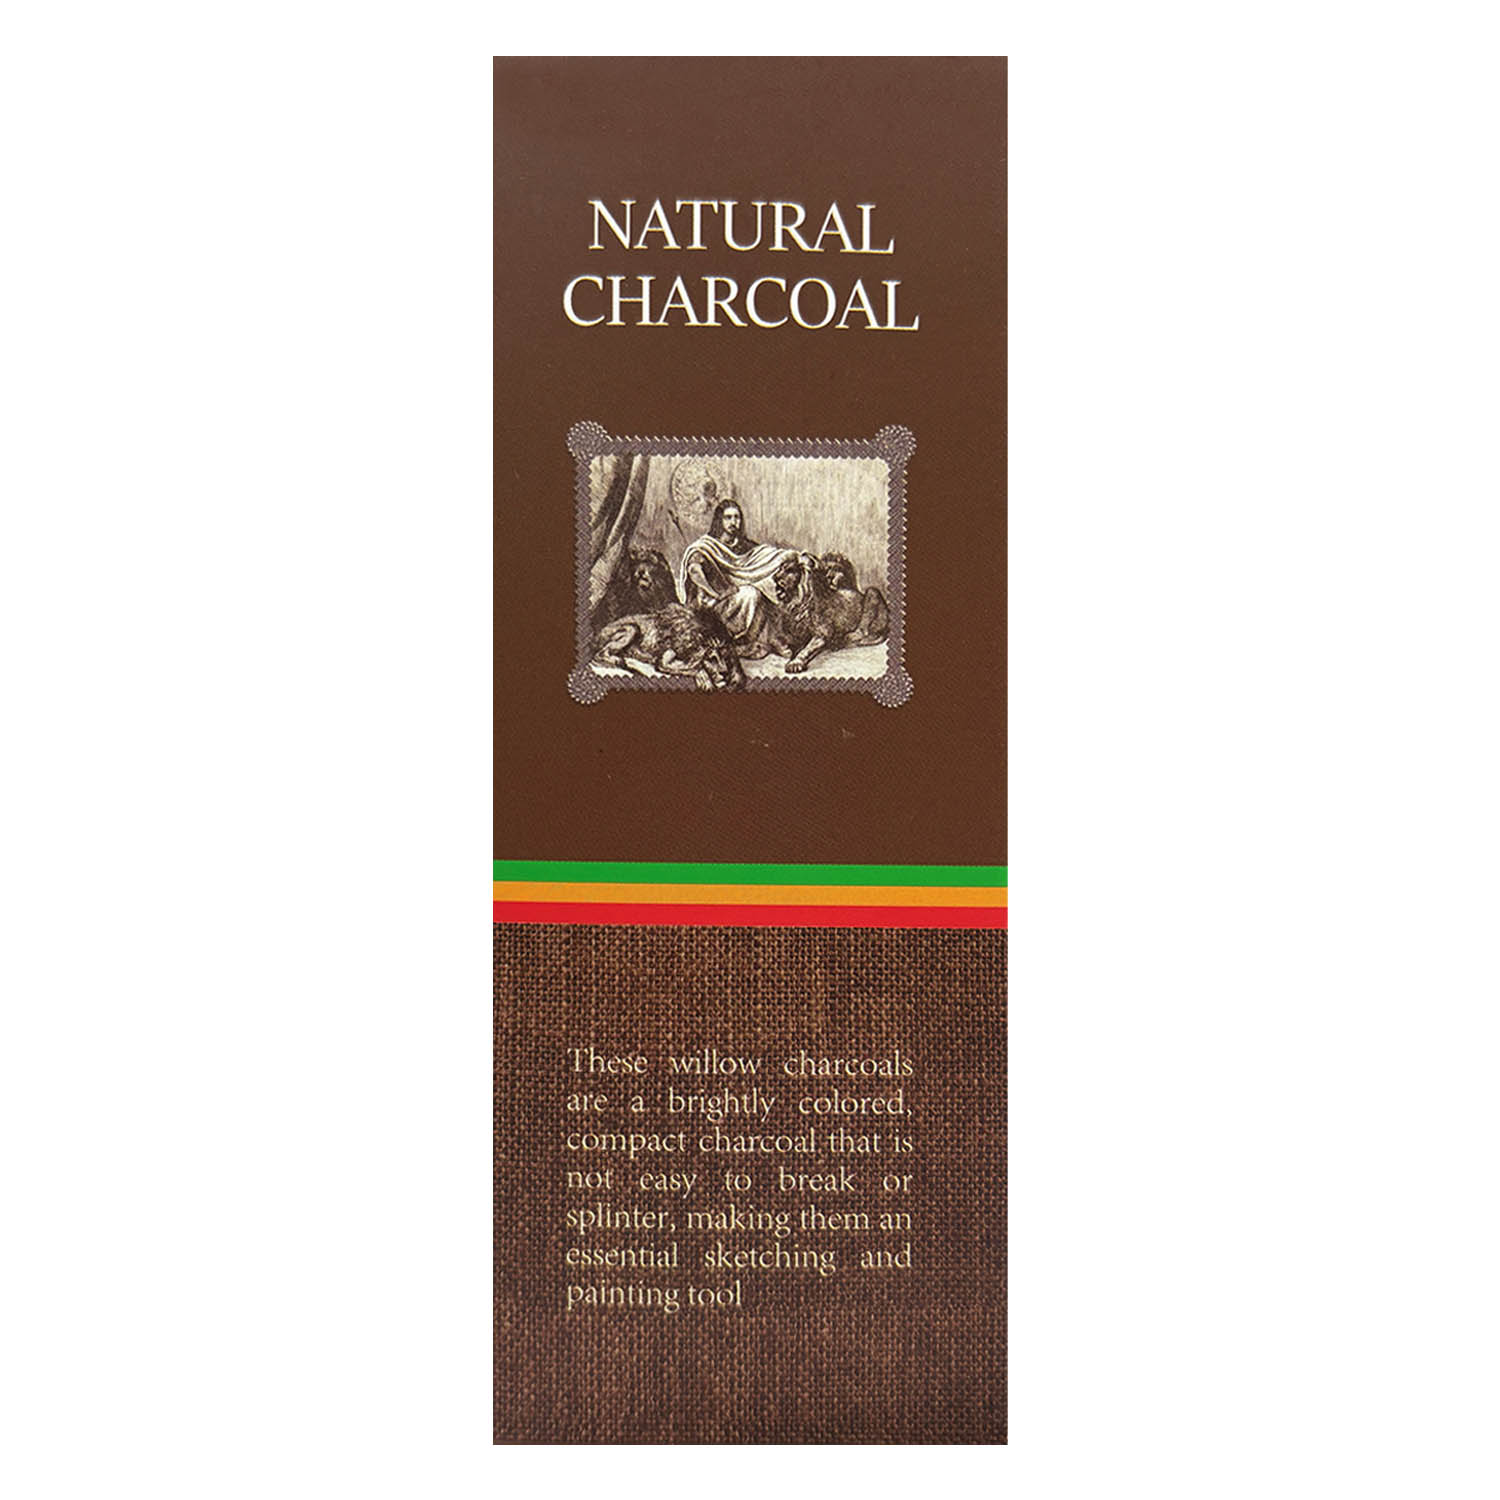 NATURAL
CHARCOAL
These willow charcoals
are a brightly colored,
compact charcoal that is
not easy to break or
splinter, making them an
essential sketching and
painting tool